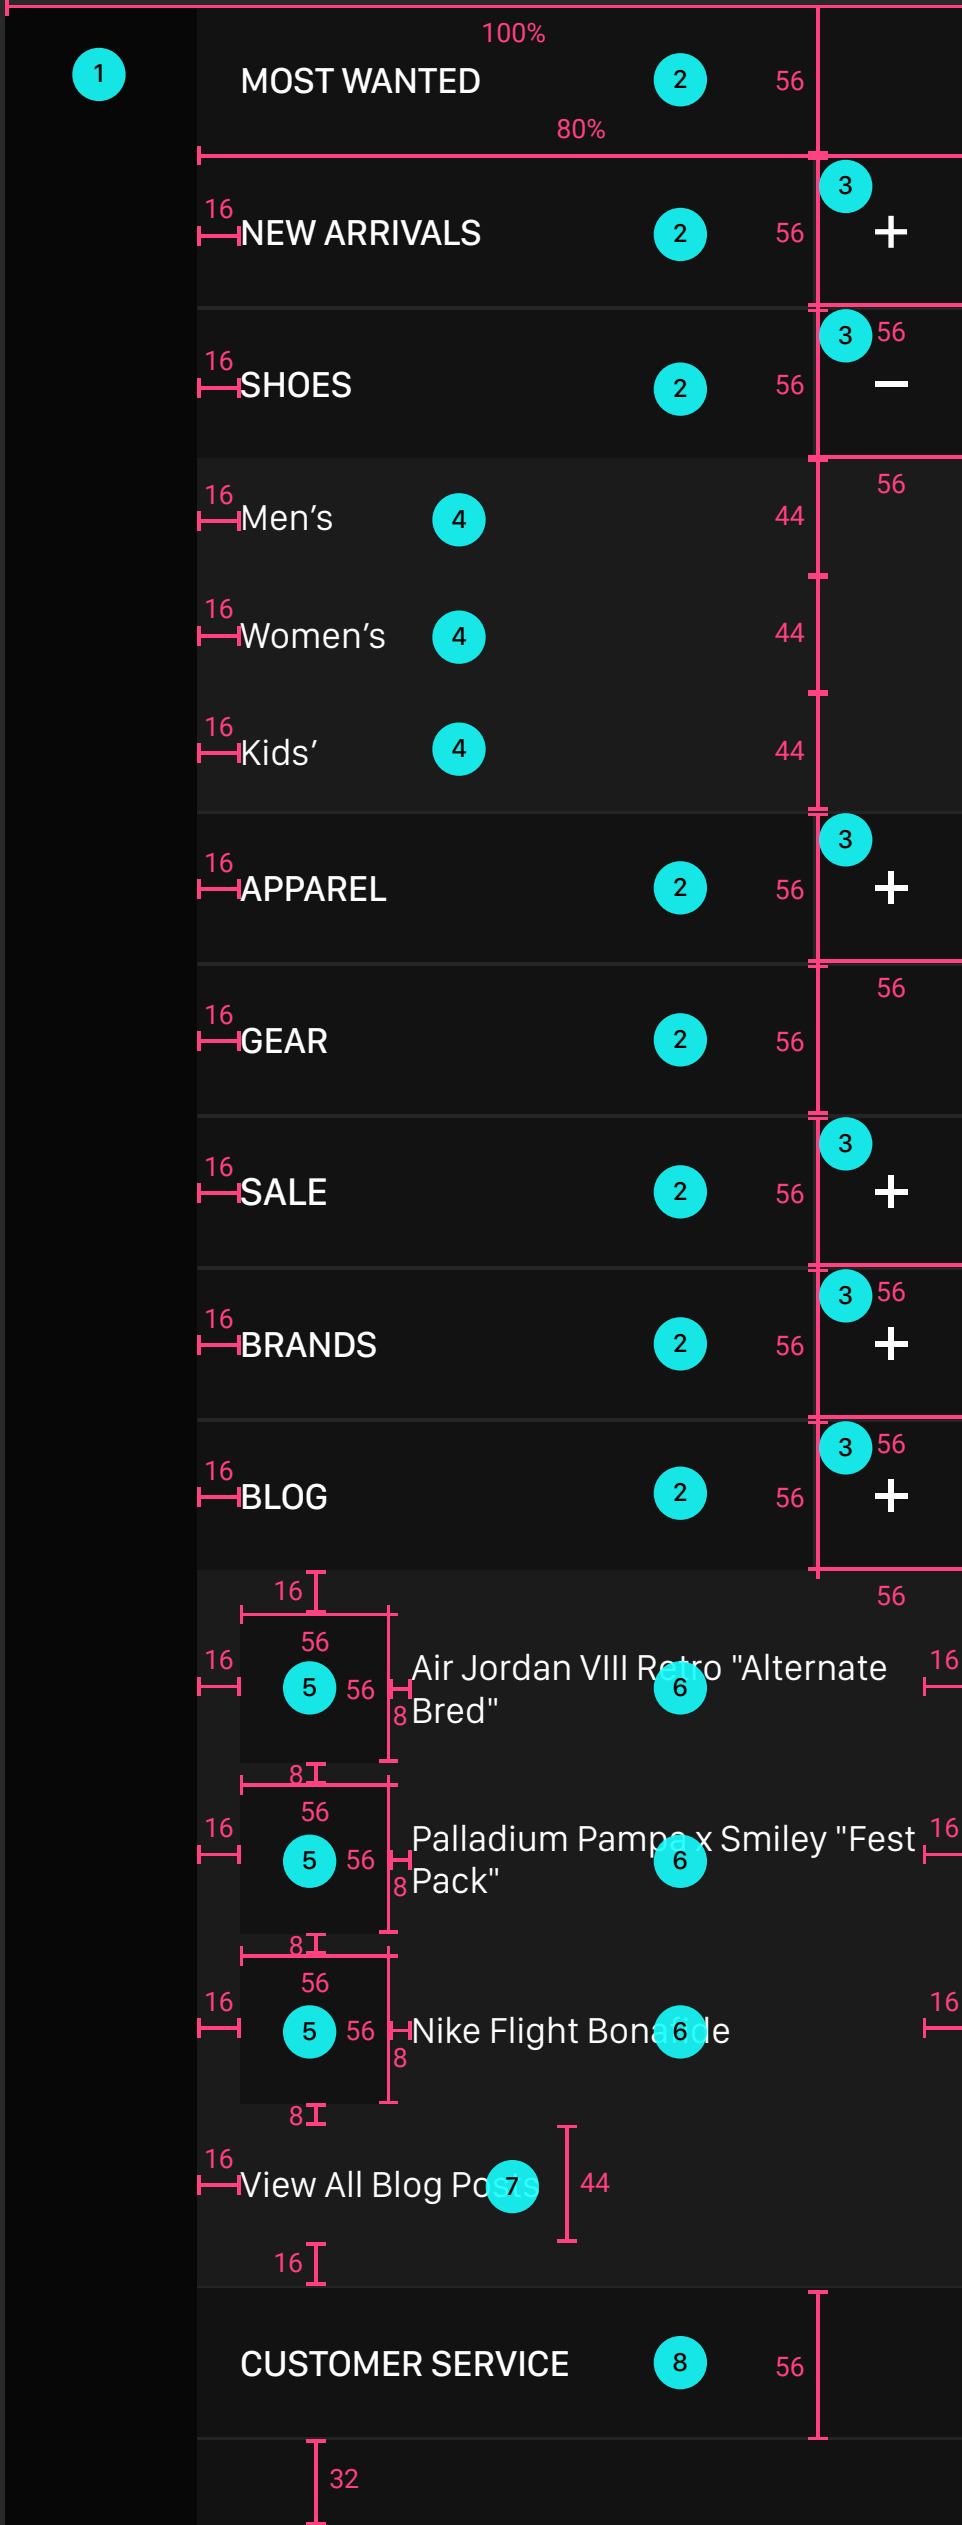 100%
1
MOST WANTED 2 56
80%
3
16
NEW ARRIVALS 2 56 +
3 56
16
SHOES 2 56 −
56
16
Men’s 4 44
16
Women’s 4 44
16
Kids’ 4 44
3
16
APPAREL 2 56 +
56
16
GEAR 2 56
3
16
SALE 2 56 +
3 56
16
BRANDS 2 56 +
3 56
16
BLOG 2 56 +
56
16
56
16 Air Jordan VIII Retro "Alternate 16
5 56 6
8 Bred"
8
56
16 Palladium Pampa x Smiley "Fest 16
5 56 6
8 Pack"
8
56
16 16
5 56 Nike Flight Bonafide 6
8
8
16
View All Blog Posts 7 44
16
CUSTOMER SERVICE 8 56
32